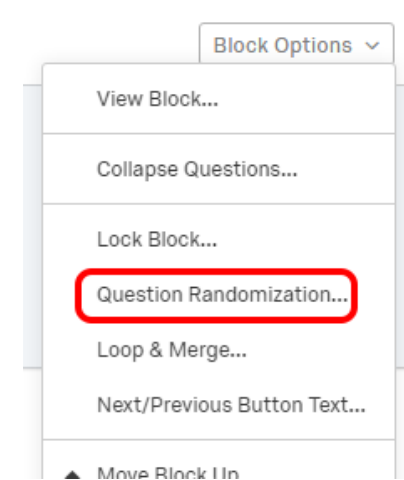 Block Options
View Block...
Collapse Questions...
Lock Block...
Question Randomization...
Loop & Merge...
Next/Previous Button Text...
Move Block Up